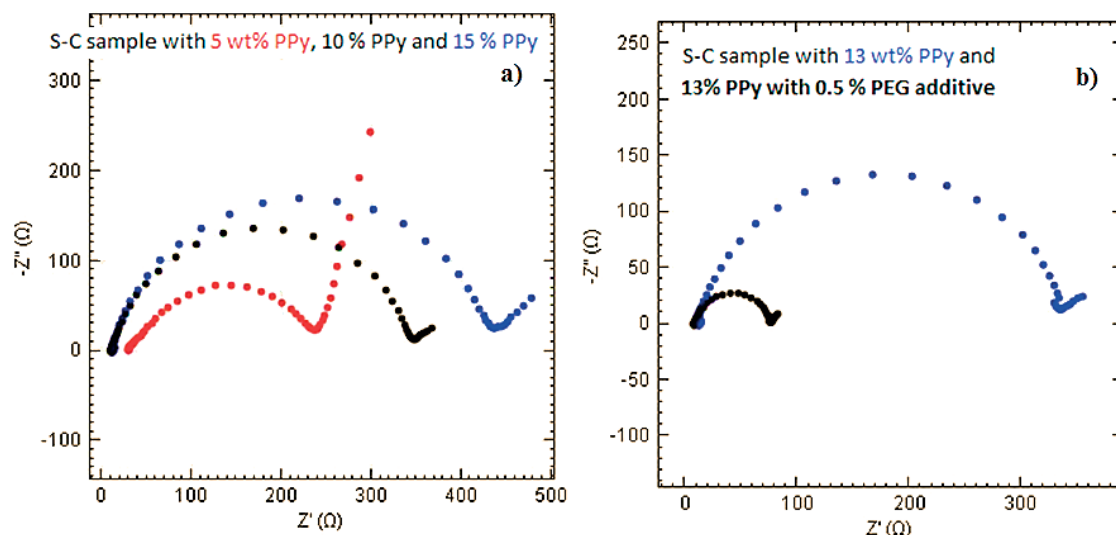 S-C sample with 5 wt% PPy, 10 % PPy and 15 % PPy
a)
300
200
100
0
-100
-Z" (Ω)
0 100 200 300 400 500
Z' (Ω)
S-C sample with 13 wt% PPy and
13% PPy with 0.5 % PEG additive
b)
250
200
150
100
50
0
-50
-100
-Z" (Ω)
0 100 200 300
Z' (Ω)